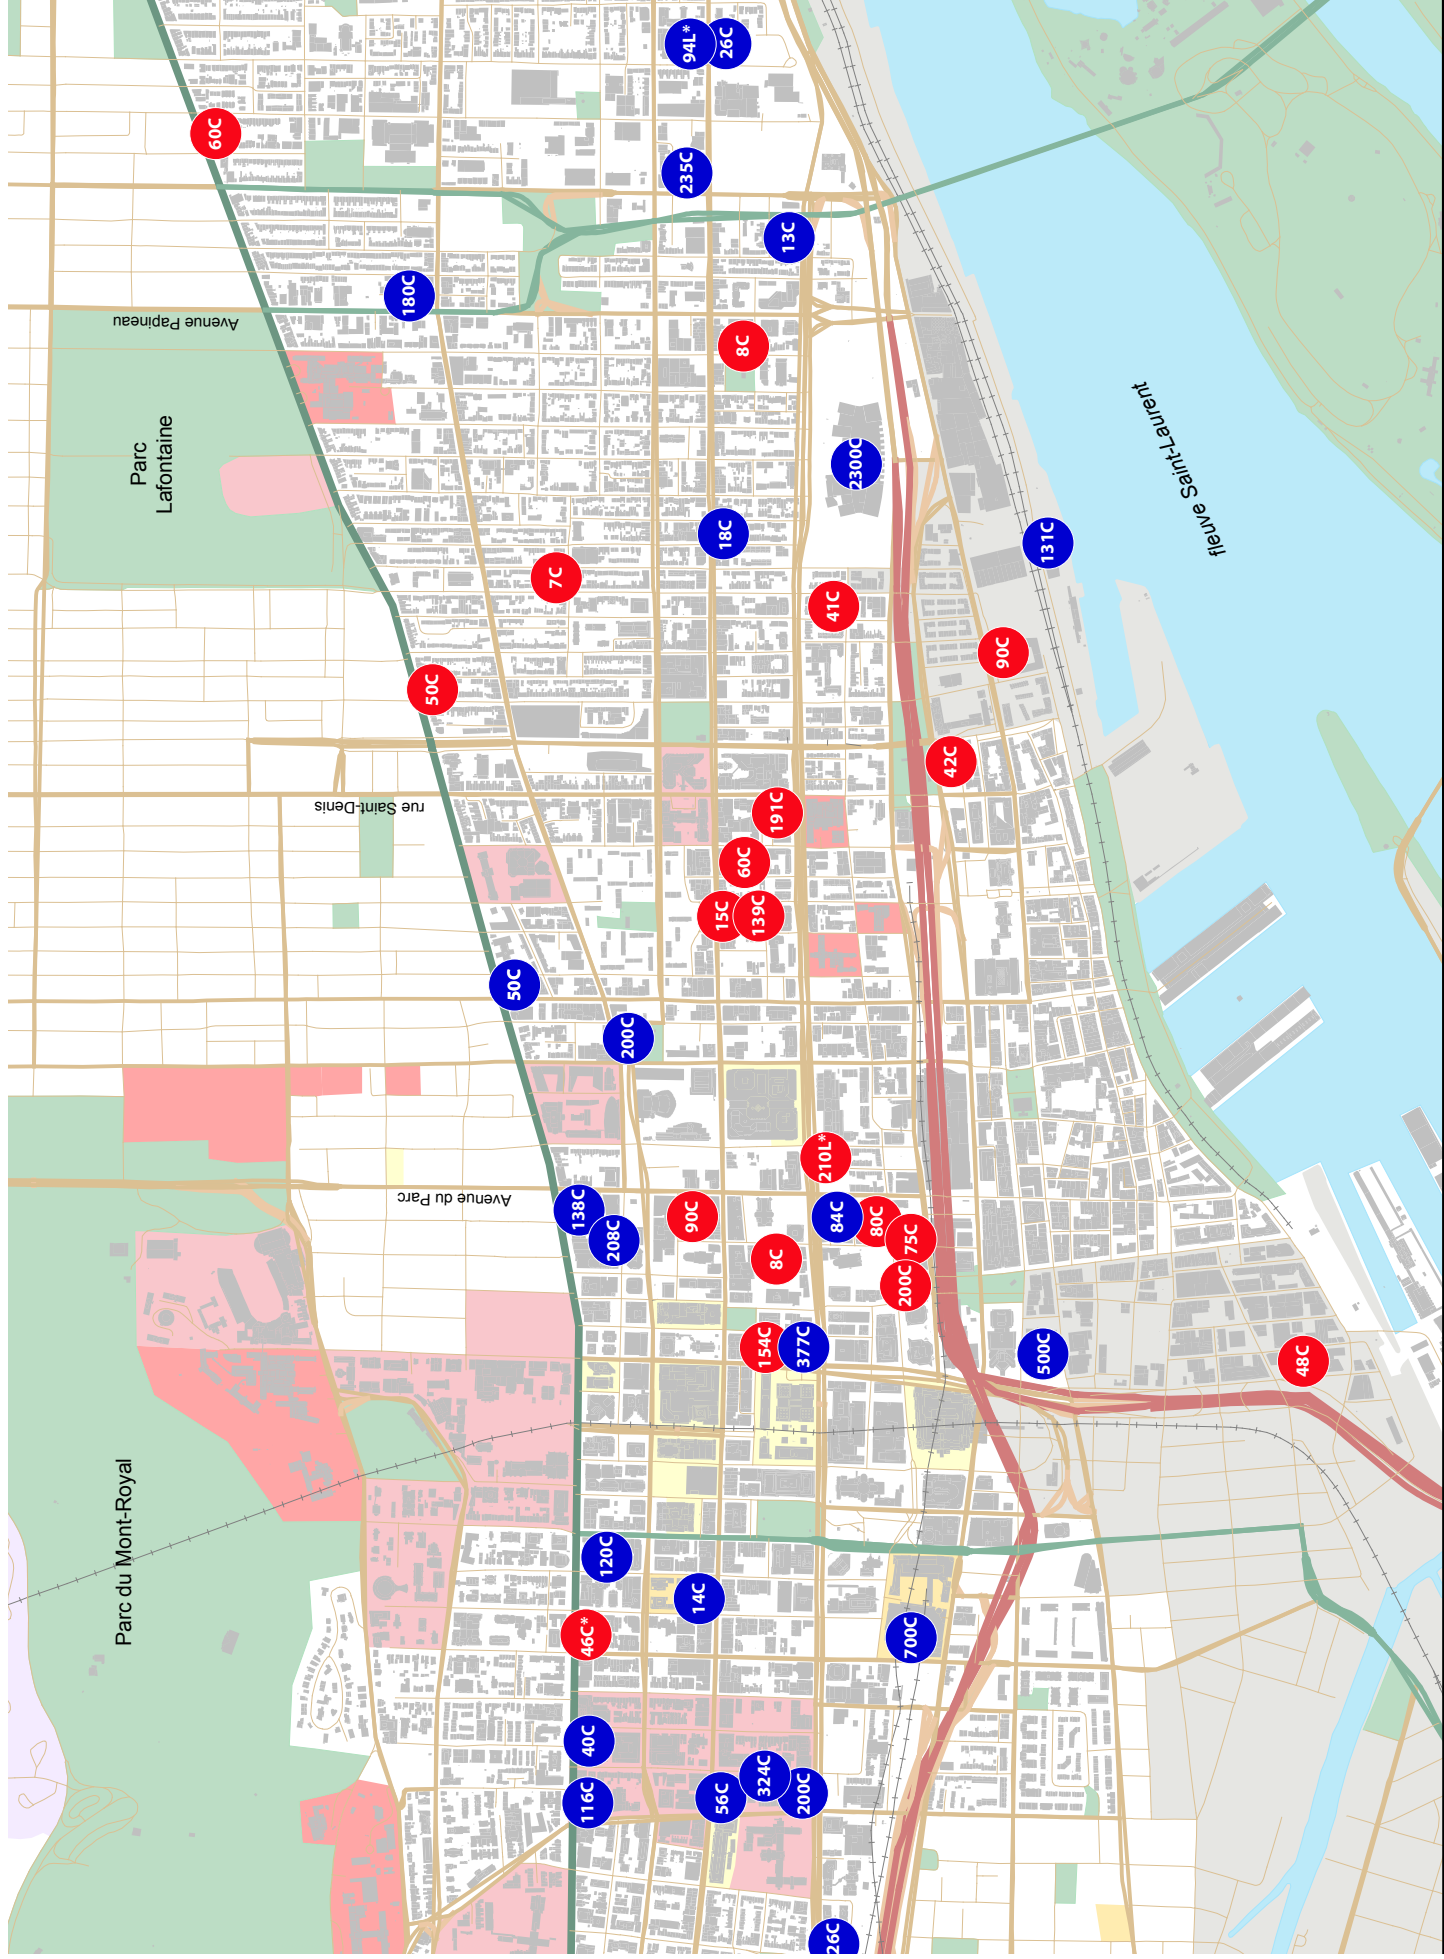 94L*
26C
60C
235C
13C
180C
Avenue Papineau
8C
Parc
Lafontaine
fleuve Saint-Laurent
2300C
18C
131C
7C
41C
90C
50C
42C
rue Saint-Denis
191C
60C
15C
139C
50C
200C
210L*
Avenue du Parc
138C
208C
90C
84C
80C
75C
8C
200C
154C
377C
500C
48C
Parc du Mont-Royal
120C
14C
46C*
700C
40C
116C
56C
324C
200C
26C